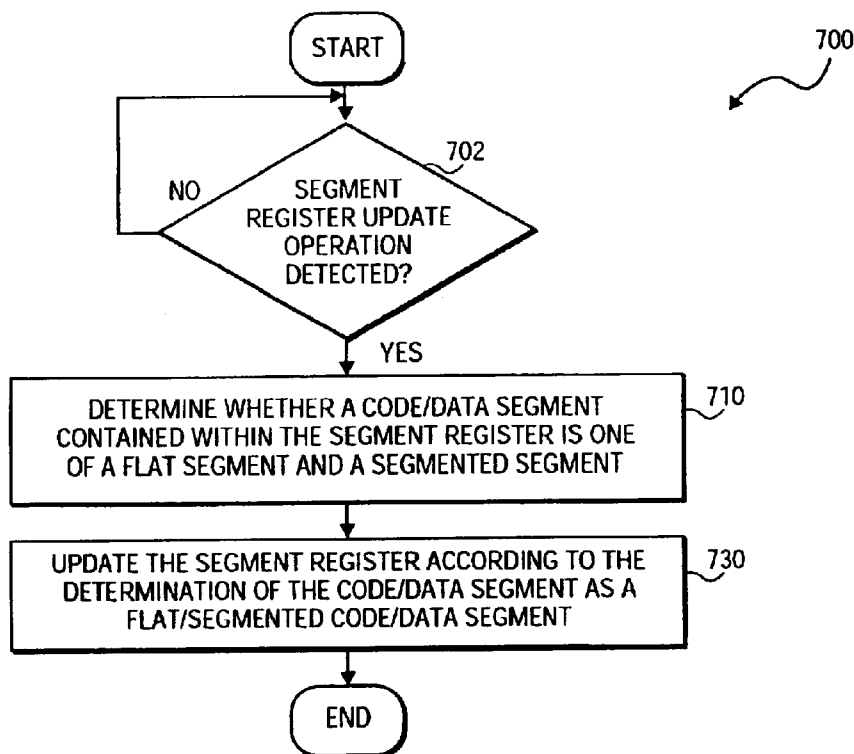 START
700
702
NO
SEGMENT
REGISTER UPDATE
OPERATION
DETECTED?
YES
710
DETERMINE WHETHER A CODE/DATA SEGMENT
CONTAINED WITHIN THE SEGMENT REGISTER IS ONE
OF A FLAT SEGMENT AND A SEGMENTED SEGMENT
730
UPDATE THE SEGMENT REGISTER ACCORDING TO THE
DETERMINATION OF THE CODE/DATA SEGMENT AS A
FLAT/SEGMENTED CODE/DATA SEGMENT
END